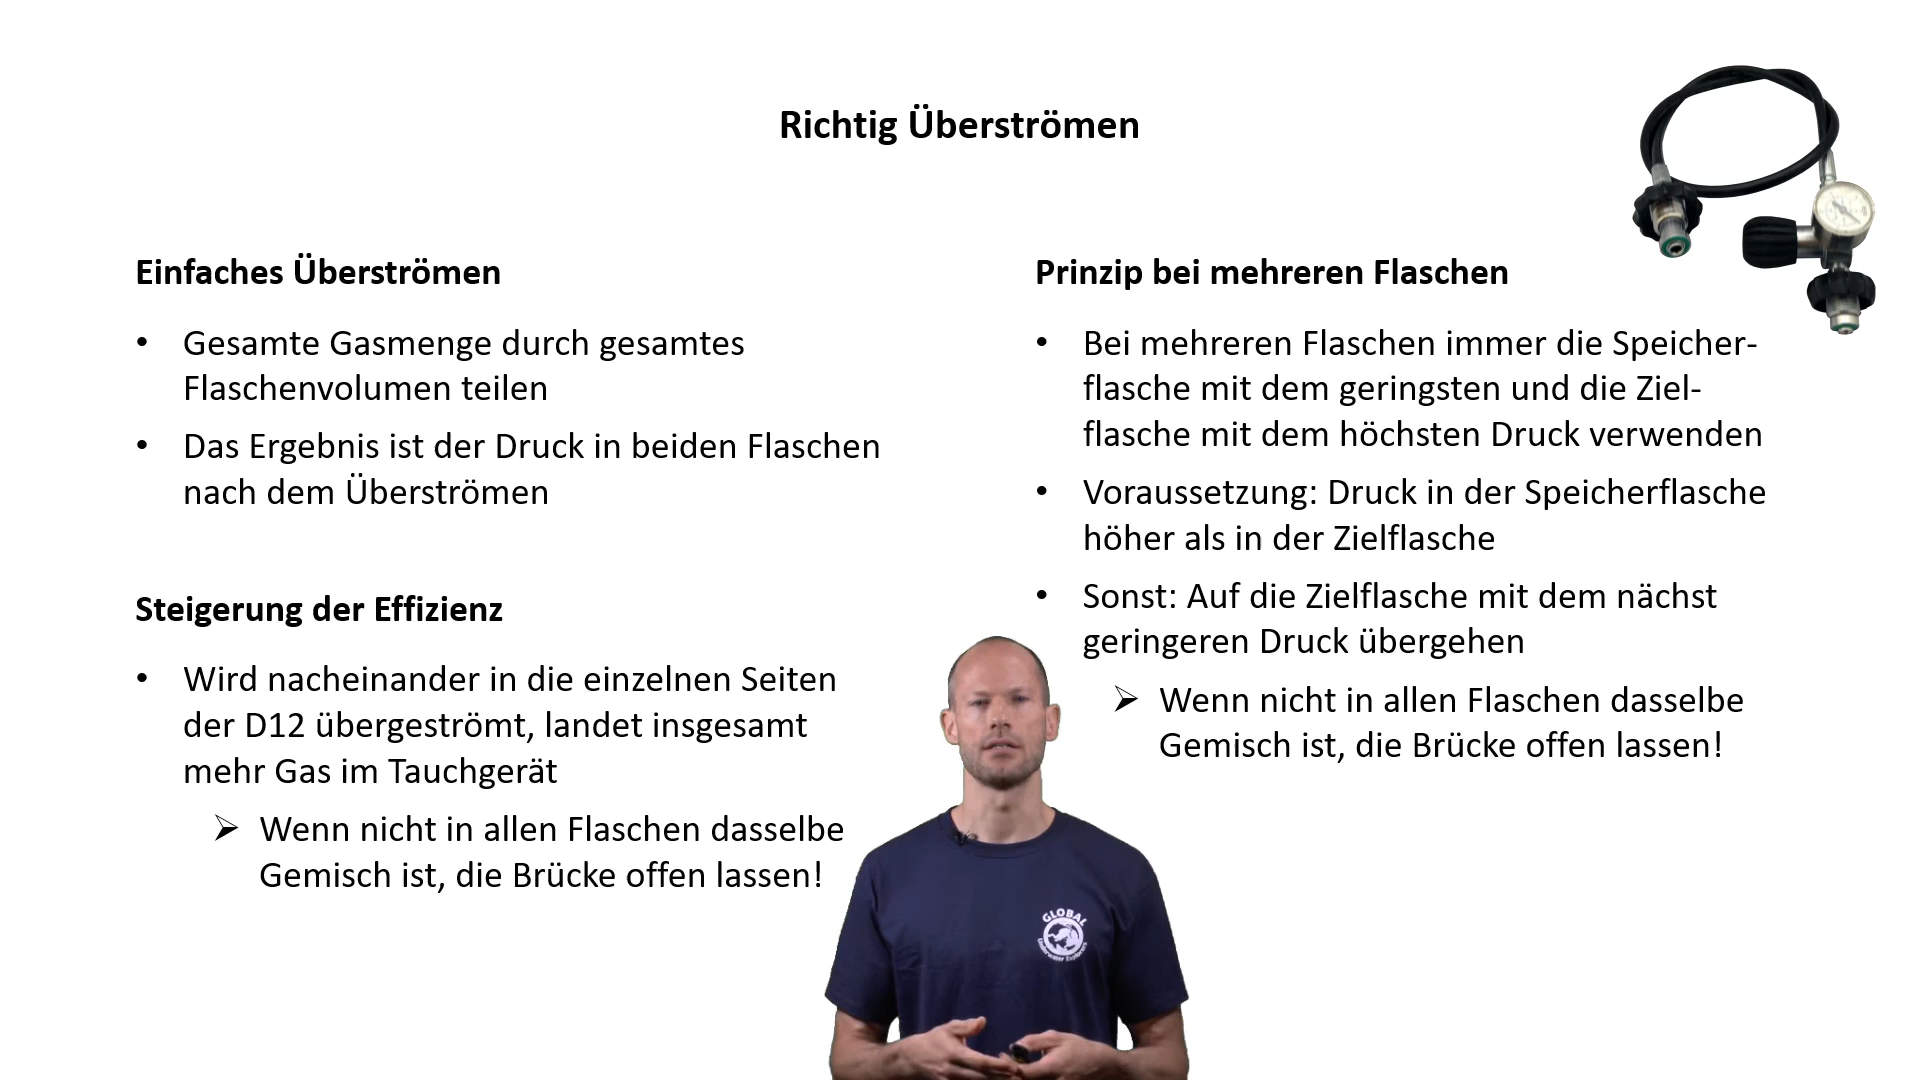 Richtig Überströmen
Einfaches Überströmen
• Gesamte Gasmenge durch gesamtes
Flaschenvolumen teilen
• Das Ergebnis ist der Druck in beiden Flaschen
nach dem Überströmen
Steigerung der Effizienz
• Wird nacheinander in die einzelnen Seiten
der D12 übergeströmt, landet insgesamt
mehr Gas im Tauchgerät
➢ Wenn nicht in allen Flaschen dasselbe
Gemisch ist, die Brücke offen lassen!
Prinzip bei mehreren Flaschen
• Bei mehreren Flaschen immer die Speicher-
flasche mit dem geringsten und die Ziel-
flasche mit dem höchsten Druck verwenden
• Voraussetzung: Druck in der Speicherflasche
höher als in der Zielflasche
• Sonst: Auf die Zielflasche mit dem nächst
geringeren Druck übergehen
➢ Wenn nicht in allen Flaschen dasselbe
Gemisch ist, die Brücke offen lassen!
GLOBAL
Underwater Explorers